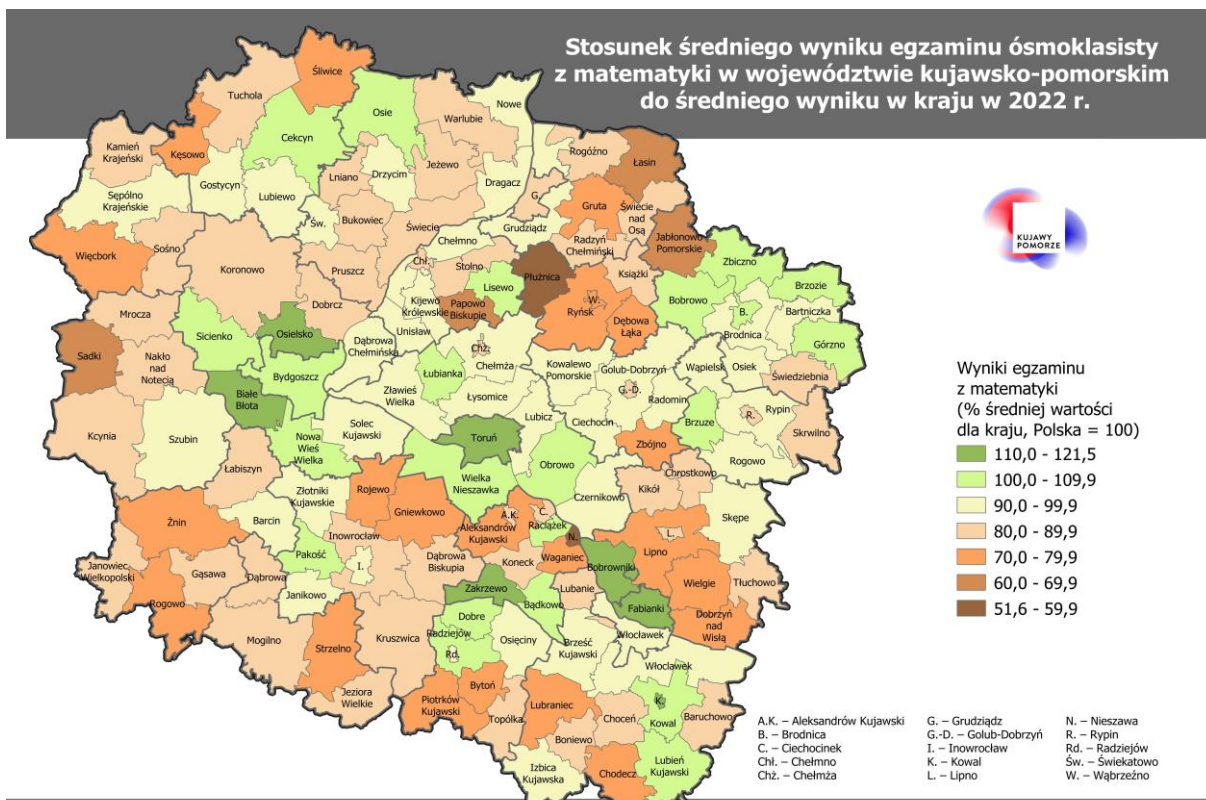 Stosunek średniego wyniku egzaminu ósmoklasisty
z matematyki w województwie kujawsko-pomorskim
do średniego wyniku w kraju w 2022 r.
Śliwice
Tuchola
Nowe
Osie
Warlubie
Cekcyn
Kamień
Krajeński
Kęsowo
Rogóźno
Łasin
Jeżewo
Lniano
Drzycim
Gostycyn
Lubiewo
Dragacz
G.
Sępólno
Krajeńskie
Gruta
Świecie
nad
Osą
Św.
Bukowiec
Świecie
Grudziądz
Sośno
Więcbork
Chełmno
Radzyń
Chełmiński
Jabłonowo
Pomorskie
Zbiczno
Koronowo
Pruszcz
Chł.
Stolno
Płużnica
Książki
Lisewo
Brzozie
Dobrcz
Kijewo
Królewskie
Papowo
Biskupie
W.
Ryńsk
Bobrowo
B.
Bartniczka
Mrocza
Sicienko
Osielsko
Unisław
Dębowa
Łąka
Brodnica
Górzno
Sadki
Nakło
nad
Notecią
Dąbrowa
Chełmińska
Chż.
Chełmża
Kowalewo
Pomorskie
Golub-Dobrzyń
Wąpielsk
Osiek
Świedziebnia
Bydgoszcz
Łubianka
G.-D.
Radomin
Białe
Błota
Zławieś
Wielka
Łysomice
Brzuze
R.
Rypin
Skrwilno
Kcynia
Szubin
Solec
Kujawski
Lubicz
Ciechocin
Toruń
Zbójno
Nowa
Wieś
Wielka
Rogowo
Łabiszyn
Wielka
Nieszawka
Obrowo
Chrostkowo
Kikół
Złotniki
Kujawskie
Rojewo
Gniewkowo
Czernikowo
Skępe
Żnin
Barcin
A.K.
C.
Raciążek
Aleksandrów
Kujawski
Inowrocław
N.
L.
Lipno
Pakość
I.
Dąbrowa
Biskupia
Koneck
Waganiec
Bobrowniki
Janowiec
Wielkopolski
Gąsawa
Dąbrowa
Janikowo
Zakrzewo
Lubanie
Wielgie
Tłuchowo
Rogowo
Bądkowo
Fabianki
Dobrzyń
nad
Wisłą
Dobre
Mogilno
Strzelno
Kruszwica
Radziejów
Osięciny
Brześć
Kujawski
Włocławek
Rd.
Włocławek
Jeziora
Wielkie
Piotrków
Kujawski
Bytoń
Lubraniec
K.
Kowal
Baruchowo
Topólka
Choceń
Boniewo
Izbica
Kujawska
Chodecz
Lubień
Kujawski
KUJAWY
POMORZE
Wyniki egzaminu
z matematyki
(% średniej wartości
dla kraju, Polska = 100)
110,0 - 121,5
100,0 - 109,9
90,0 - 99,9
80,0 - 89,9
70,0 - 79,9
60,0 - 69,9
51,6 - 59,9
A.K. – Aleksandrów Kujawski
B. – Brodnica
C. – Ciechocinek
Chł. – Chełmno
Chż. – Chełmża
G. – Grudziądz
G.-D. – Golub-Dobrzyń
I. – Inowrocław
K. – Kowal
L. – Lipno
N. – Nieszawa
R. – Rypin
Rd. – Radziejów
Św. – Świekatowo
W. – Wąbrzeźno